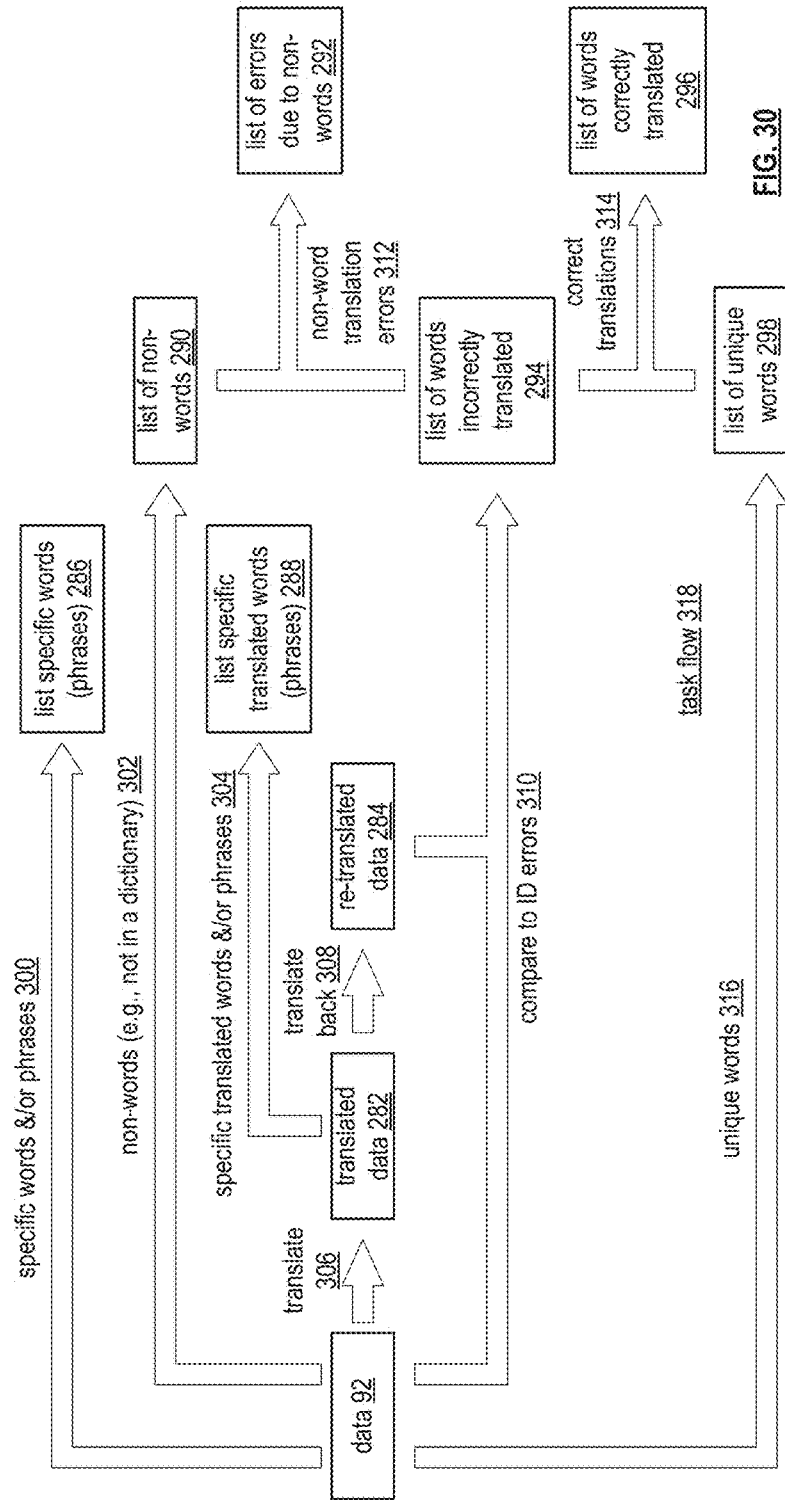 specific words &/or phrases 300
list specific words
(phrases) 286
non-words (e.g., not in a dictionary) 302
list of non-
words 290
list of errors
due to non-
words 292
specific translated words &/or phrases 304
list specific
translated words
(phrases) 288
non-word
translation
errors 312
data 92
translate
306
translated
data 282
translate
back 308
re-translated
data 284
list of words
incorrectly
translated
294
compare to ID errors 310
correct
translations 314
list of words
correctly
translated
296
unique words 316
list of unique
words 298
task flow 318
FIG. 30